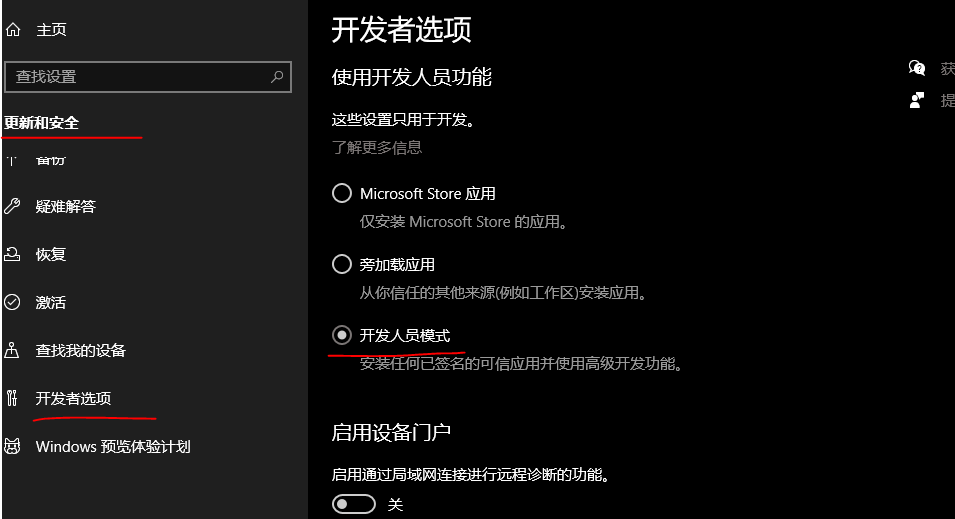 主页
查找设置
更新和安全
备份
疑难解答
恢复
激活
查找我的设备
开发者选项
Windows 预览体验计划
开发者选项
使用开发人员功能
这些设置只用于开发。
了解更多信息
Microsoft Store 应用
仅安装 Microsoft Store 的应用。
旁加载应用
从你信任的其他来源(例如工作区)安装应用。
开发人员模式
安装任何已签名的可信应用并使用高级开发功能。
启用设备门户
启用通过局域网连接进行远程诊断的功能。
关
获
提